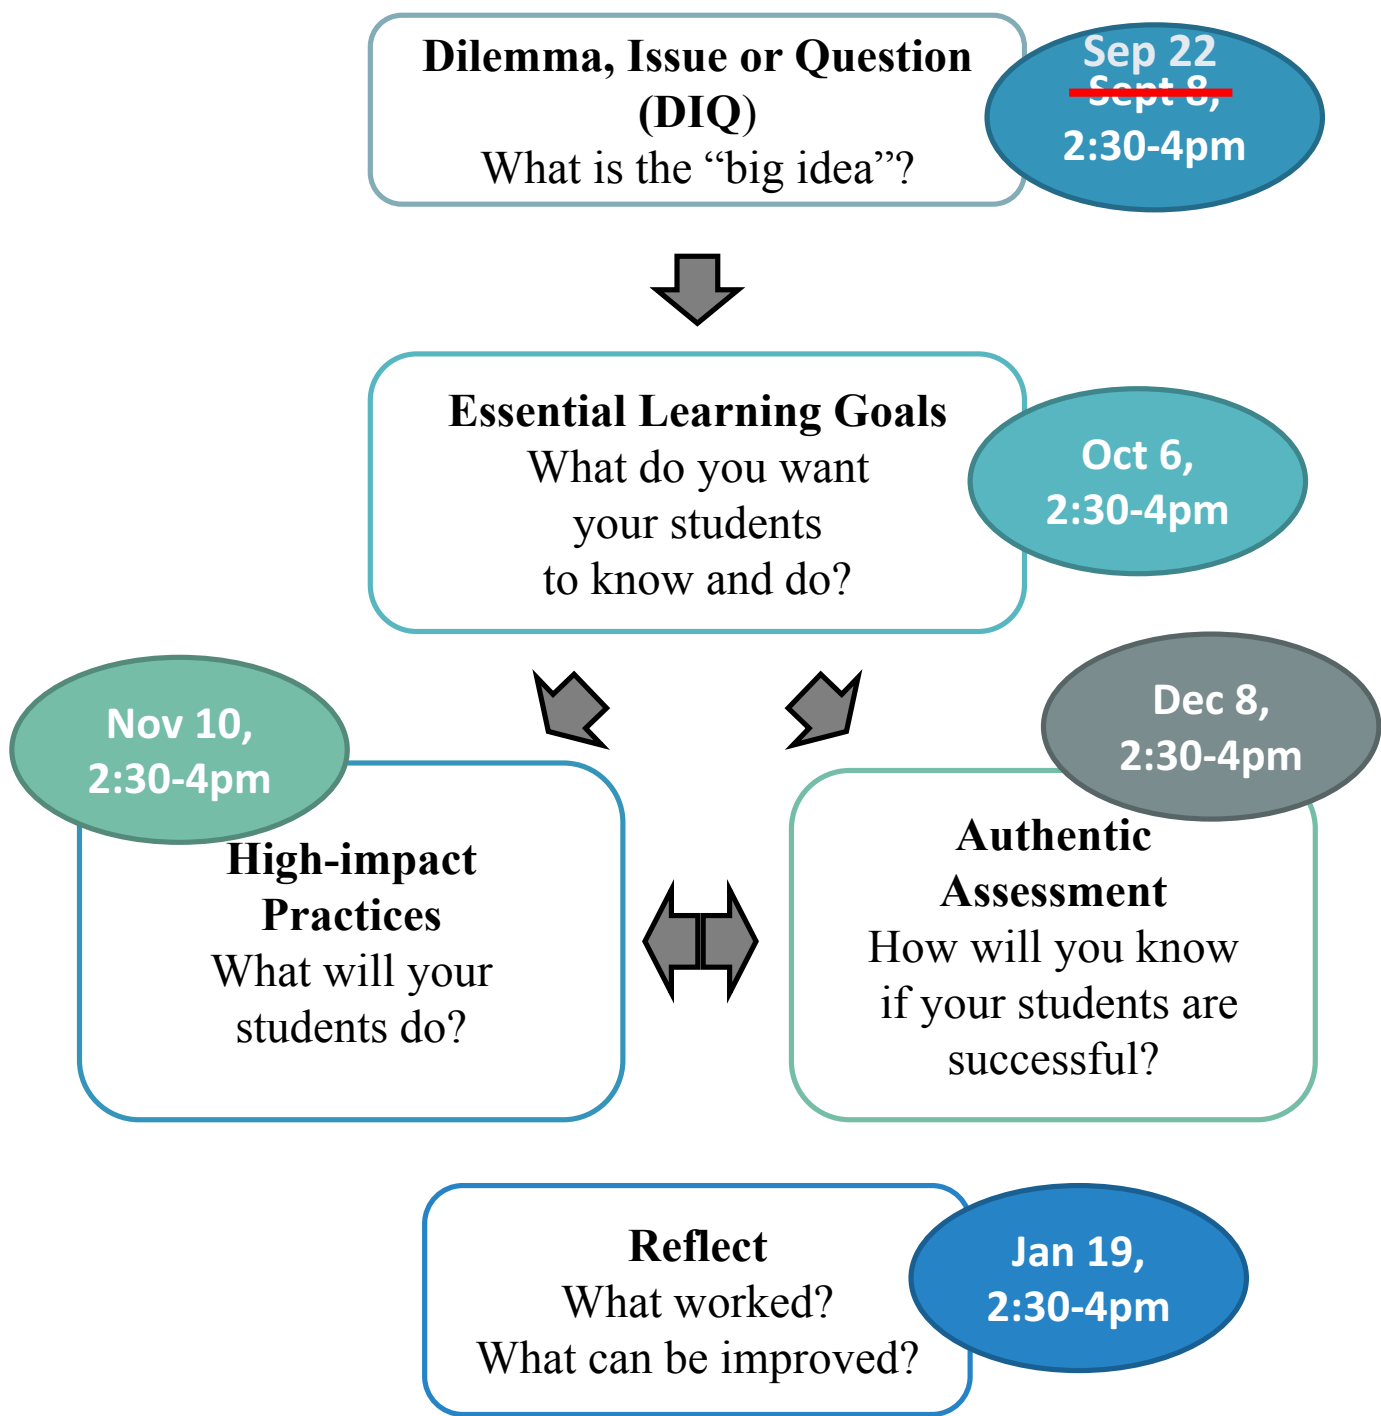 Dilemma, Issue or Question
(DIQ)
What is the “big idea”?
Sep 22
Sept 8,
2:30-4pm
Essential Learning Goals
What do you want
your students
to know and do?
Oct 6,
2:30-4pm
Nov 10,
2:30-4pm
High-impact
Practices
What will your
students do?
Dec 8,
2:30-4pm
Authentic
Assessment
How will you know
if your students are
successful?
Reflect
What worked?
What can be improved?
Jan 19,
2:30-4pm